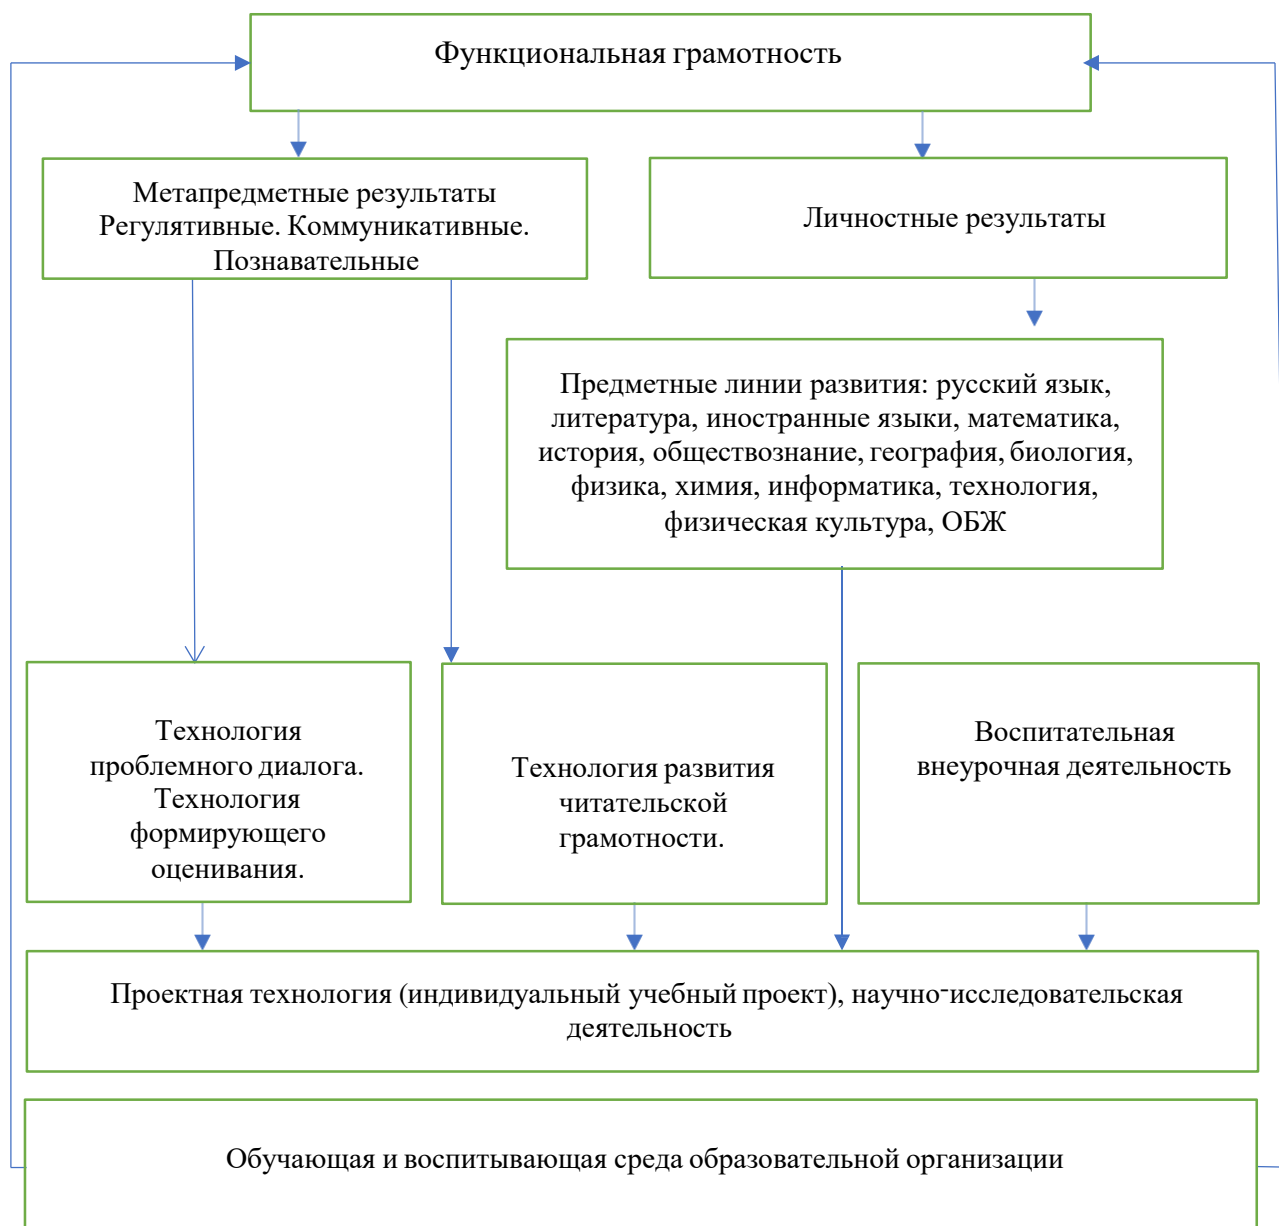 Функциональная грамотность
Метапредметные результаты
Регулятивные. Коммуникативные.
Познавательные
Личностные результаты
Предметные линии развития: русский язык,
литература, иностранные языки, математика,
история, обществознание, география, биология,
физика, химия, информатика, технология,
физическая культура, ОБЖ
Технология
проблемного диалога.
Технология
формирующего
оценивания.
Технология развития
читательской
грамотности.
Воспитательная
внеурочная деятельность
Проектная технология (индивидуальный учебный проект), научно-исследовательская
деятельность
Обучающая и воспитывающая среда образовательной организации